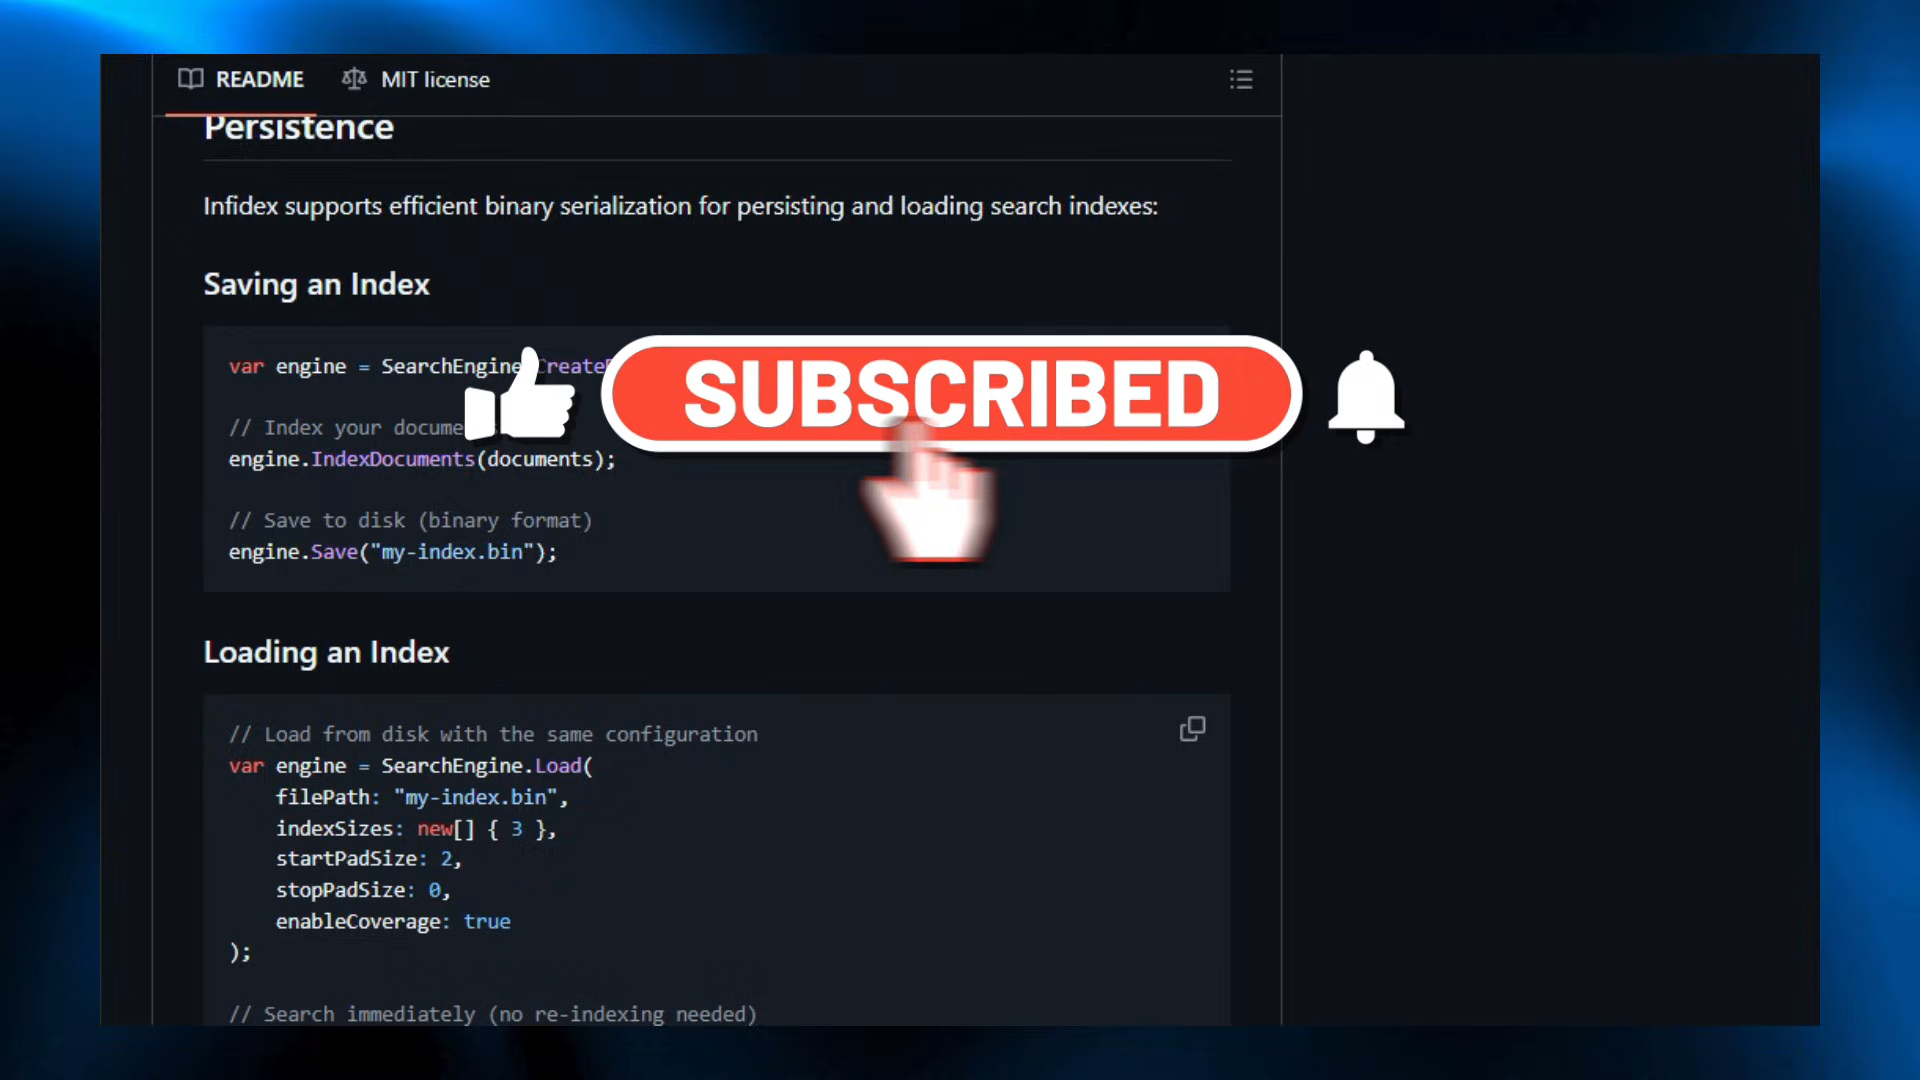 README
MIT license
Persistence
Infidex supports efficient binary serialization for persisting and loading search indexes:
Saving an Index
var engine = SearchEngine Create
SUBSCRIBED
// Index your docume
engine.IndexDocuments(documents);
// Save to disk (binary format)
engine.Save("my-index.bin");
Loading an Index
// Load from disk with the same configuration
var engine = SearchEngine.Load(
filePath: "my-index.bin",
indexSizes: new[] { 3 },
startPadSize: 2,
stopPadSize: 0,
enableCoverage: true
);
// Search immediately (no re-indexing needed)